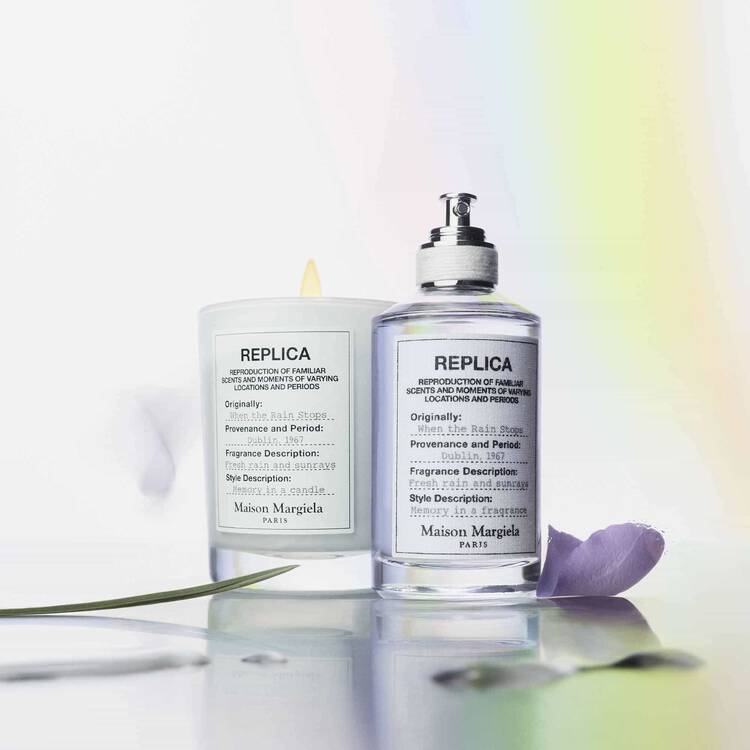 REPLICA
REPRODUCTION OF FAMILIAR
SCENTS AND MOMENTS OF VARYING
LOCATIONS AND PERIODS
Originally:
When the Rain Stops
Provenance and Period:
Dublin, 1967
Fragrance Description:
Fresh rain and sunrays
Style Description:
Memory in a candle
Maison Margiela
PARIS
REPLICA
REPRODUCTION OF FAMILIAR
SCENTS AND MOMENTS OF VARYING
LOCATIONS AND PERIODS
Originally:
When the Rain Stops
Provenance and Period:
Dublin, 1967
Fragrance Description:
Fresh rain and sunrays
Style Description:
Memory in a fragrance
Maison Margiela
PARIS